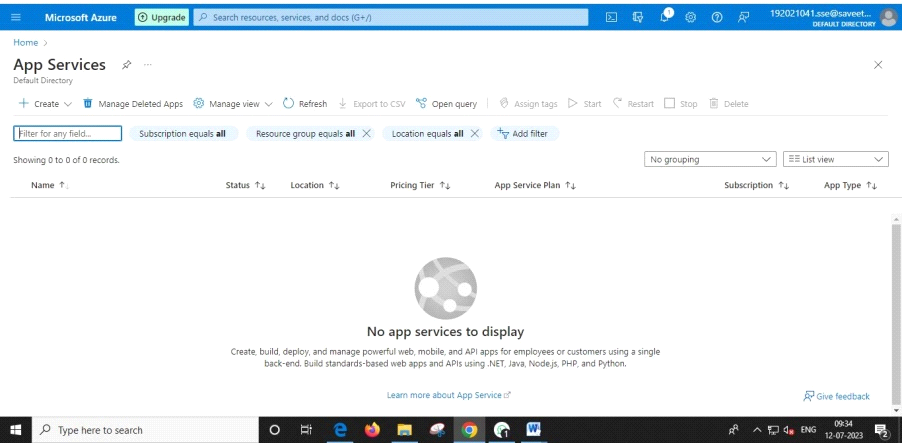 Microsoft Azure
Upgrade
Search resources, services, and docs (G+/)
1
192021041.sse@saveet...
DEFAULT DIRECTORY
Home >
App Services
Default Directory
Create
Manage Deleted Apps
Manage view
Refresh
Export to CSV
Open query
Assign tags
Start
Restart
Stop
Delete
Filter for any field...
Subscription equals all
Resource group equals all
Location equals all
Add filter
Showing 0 to 0 of 0 records.
No grouping
List view
Name ↑↓
Status ↑↓
Location ↑↓
Pricing Tier ↑↓
App Service Plan ↑↓
Subscription ↑↓
App Type ↑↓
No app services to display
Create, build, deploy, and manage powerful web, mobile, and API apps for employees or customers using a single
back-end. Build standards-based web apps and APIs using .NET, Java, Node.js, PHP, and Python.
Learn more about App Service
Give feedback
Type here to search
ENG
09:34
12-07-2023
2